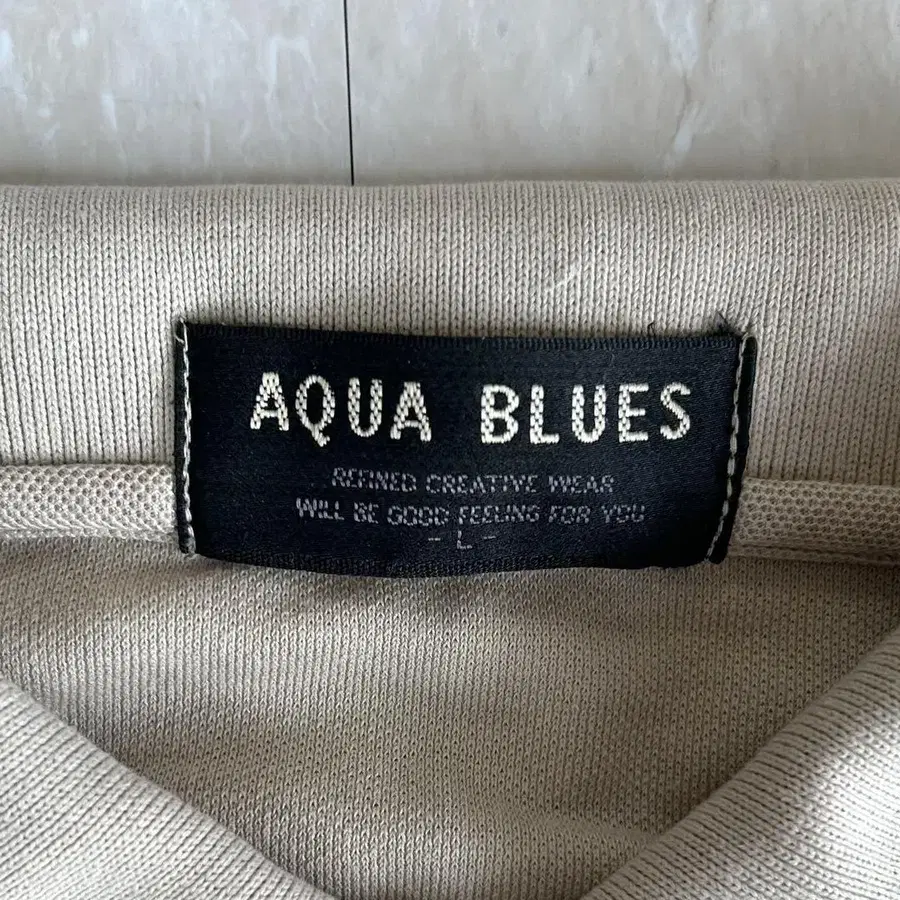 AQUA BLUES
REFINED CREATIVE WEAR
WILL BE GOOD FEELING FOR YOU
- L -